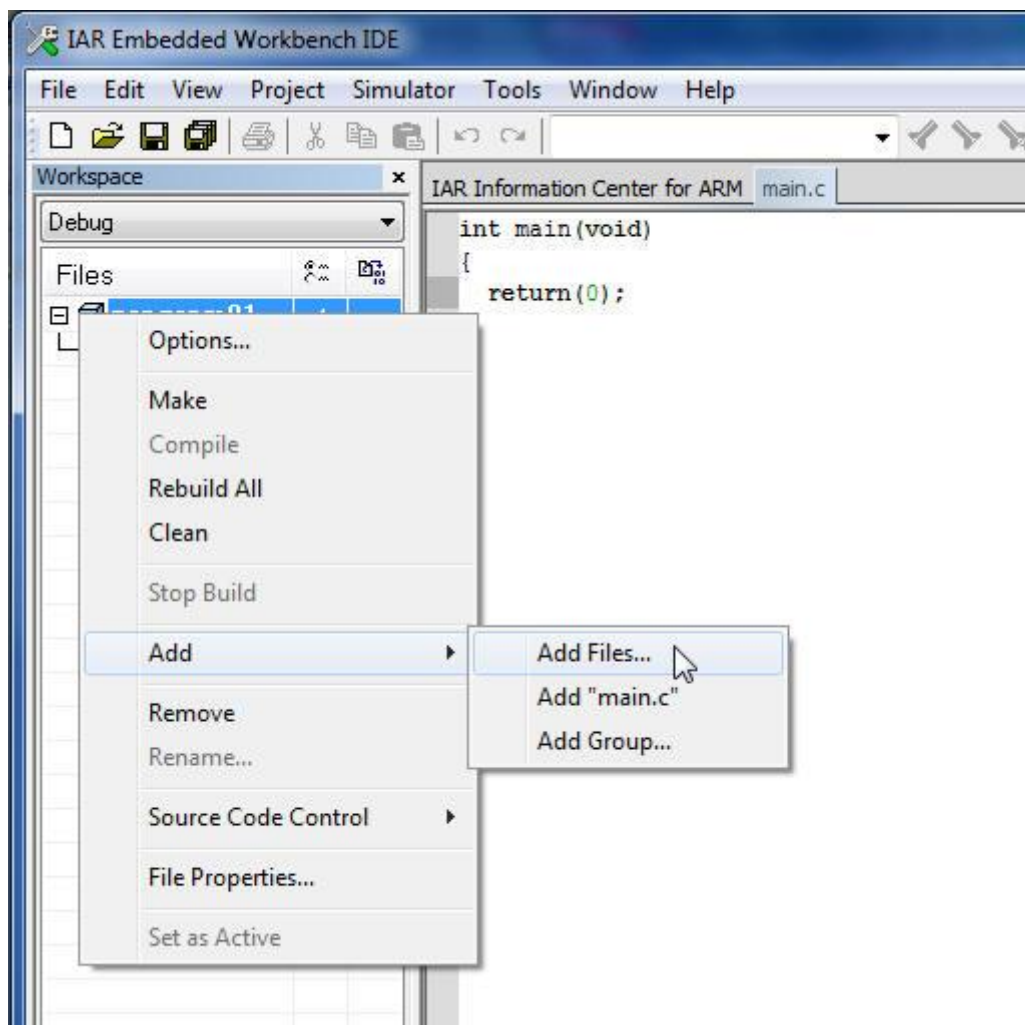 IAR Embedded Workbench IDE
File Edit View Project Simulator Tools Window Help
Workspace
IAR Information Center for ARM main.c
Debug
Files
int main(void)
{
return(0);
Options...
Make
Compile
Rebuild All
Clean
Stop Build
Add
Add Files...
Add "main.c"
Add Group...
Remove
Rename...
Source Code Control
File Properties...
Set as Active